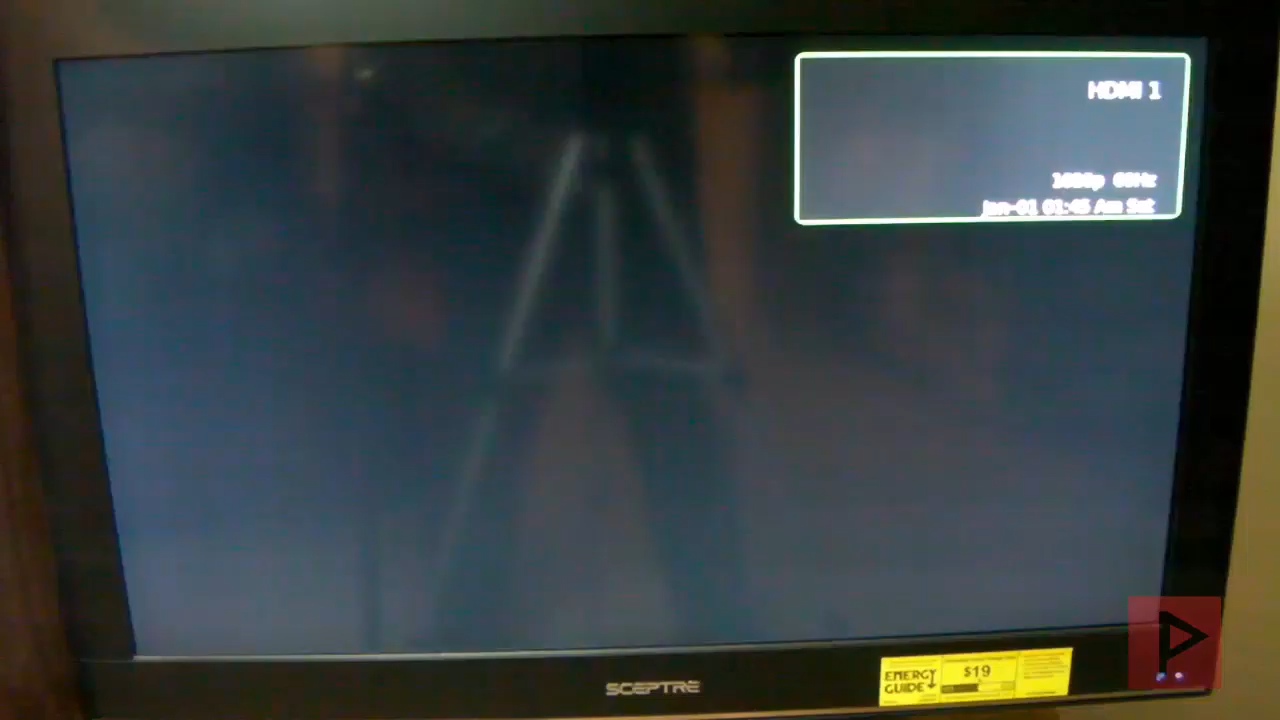 HDMI 1
1080p 60Hz
Jan-01 01:45 Am Sat
SCEPTRE
ENERGY
GUIDE
$19